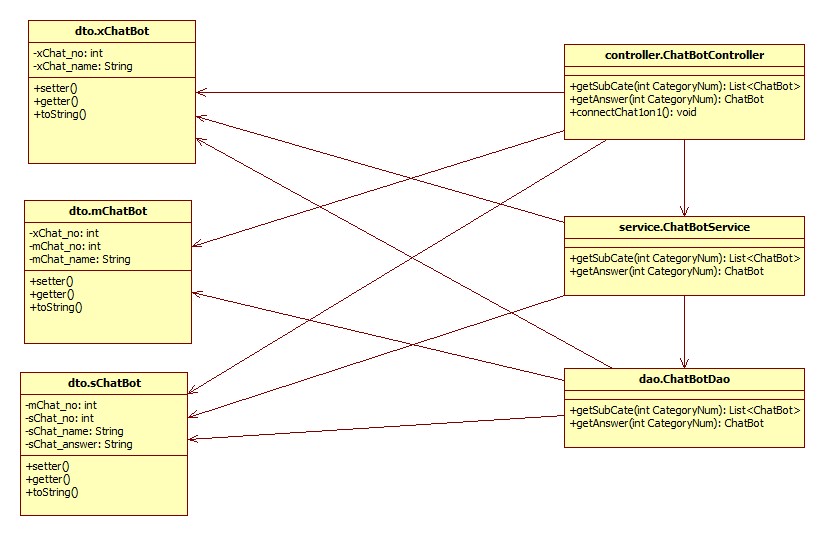 dto.xChatBot
-xChat_no: int
-xChat_name: String
+setter()
+getter()
+toString()
dto.mChatBot
-xChat_no: int
-mChat_no: int
-mChat_name: String
+setter()
+getter()
+toString()
dto.sChatBot
-mChat_no: int
-sChat_no: int
-sChat_name: String
-sChat_answer: String
+setter()
+getter()
+toString()
controller.ChatBotController
+getSubCate(int CategoryNum): List<ChatBot>
+getAnswer(int CategoryNum): ChatBot
+connectChat1on1(): void
service.ChatBotService
+getSubCate(int CategoryNum): List<ChatBot>
+getAnswer(int CategoryNum): ChatBot
dao.ChatBotDao
+getSubCate(int CategoryNum): List<ChatBot>
+getAnswer(int CategoryNum): ChatBot